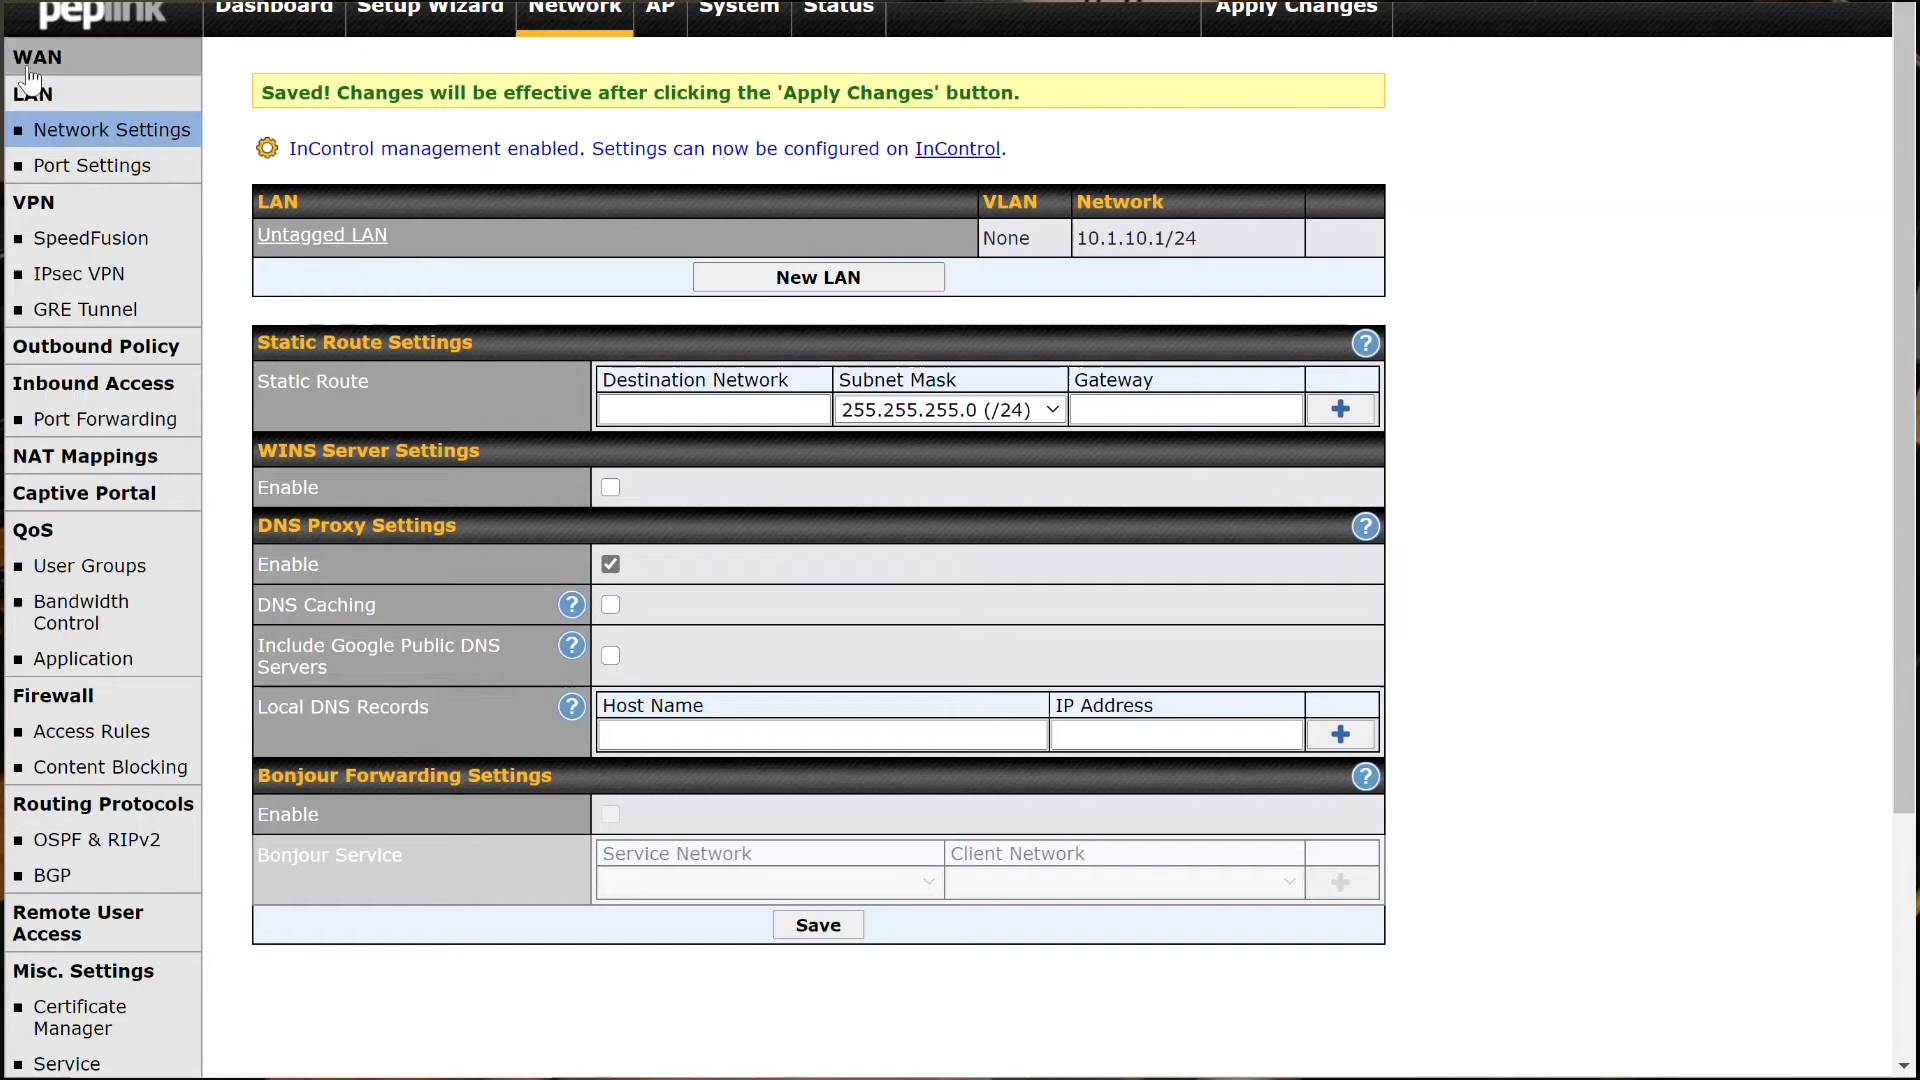 peplink
Dashboard
Setup Wizard
Network
AP
System
Status
Apply Changes
WAN
LAN
Network Settings
Port Settings
VPN
SpeedFusion
IPsec VPN
GRE Tunnel
Outbound Policy
Inbound Access
Port Forwarding
NAT Mappings
Captive Portal
QoS
User Groups
Bandwidth
Control
Application
Firewall
Access Rules
Content Blocking
Routing Protocols
OSPF & RIPv2
BGP
Remote User
Access
Misc. Settings
Certificate
Manager
Service
Saved! Changes will be effective after clicking the 'Apply Changes' button.
InControl management enabled. Settings can now be configured on InControl.
LAN VLAN Network
Untagged LAN None 10.1.10.1/24
New LAN
Static Route Settings ?
Static Route
Destination Network Subnet Mask Gateway
255.255.255.0 (/24)
WINS Server Settings
Enable
DNS Proxy Settings ?
Enable
DNS Caching ?
Include Google Public DNS
Servers ?
Local DNS Records ?
Host Name IP Address
Bonjour Forwarding Settings ?
Enable
Bonjour Service
Service Network Client Network
Save